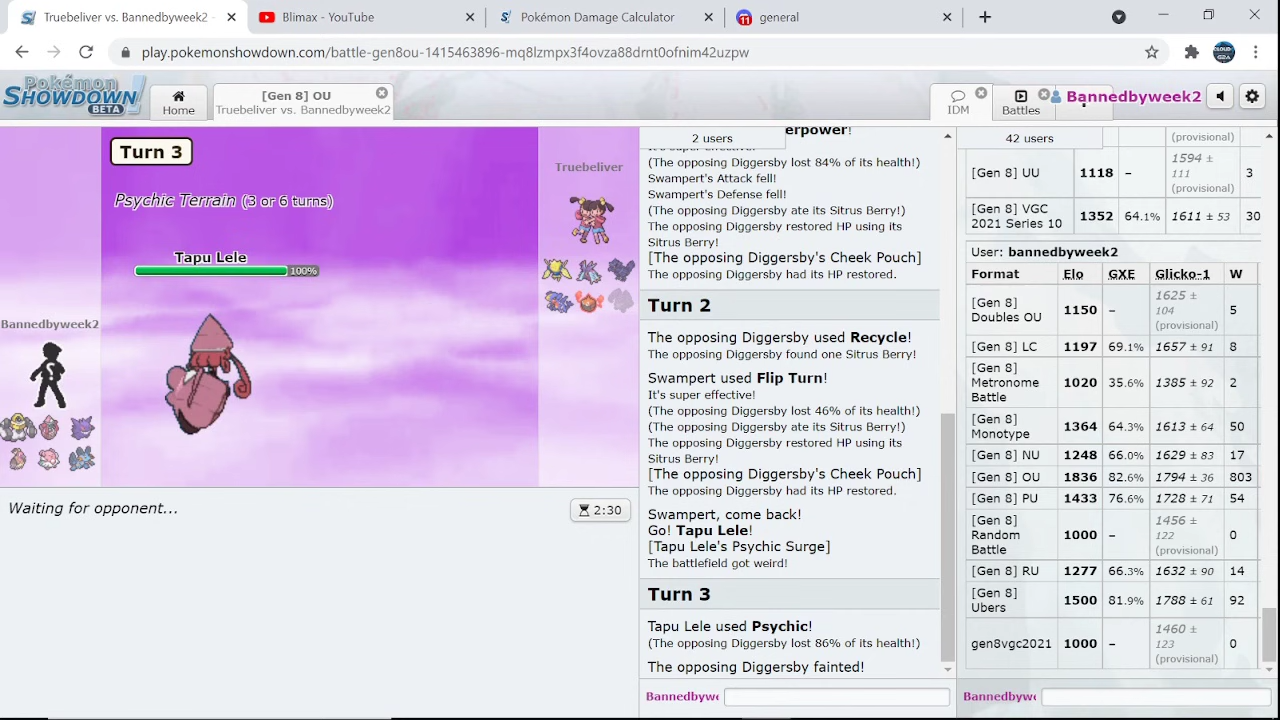 Truebeliver vs. Bannedbyweek2 -
Blimax - YouTube
Pokémon Damage Calculator
11
general
play.pokemonshowdown.com/battle-gen8ou-1415463896-mq8lzmpx3f4ovza88drnt0ofnim42uzpw
Pokémon
SHOWDOWN!
BETA
Home
[Gen 8] OU
Truebeliver vs. Bannedbyweek2
IDM
Battles
Bannedbyweek2
Turn 3
Psychic Terrain (3 or 6 turns)
Tapu Lele
100%
Bannedbyweek2
Truebeliver
Waiting for opponent...
2:30
2 users
erpower!
(The opposing Diggersby lost 84% of its health!)
Swampert's Attack fell!
Swampert's Defense fell!
(The opposing Diggersby ate its Sitrus Berry!)
The opposing Diggersby restored HP using its
Sitrus Berry!
[The opposing Diggersby's Cheek Pouch]
The opposing Diggersby had its HP restored.
Turn 2
The opposing Diggersby used Recycle!
The opposing Diggersby found one Sitrus Berry!
Swampert used Flip Turn!
It's super effective!
(The opposing Diggersby lost 46% of its health!)
(The opposing Diggersby ate its Sitrus Berry!)
The opposing Diggersby restored HP using its
Sitrus Berry!
[The opposing Diggersby's Cheek Pouch]
The opposing Diggersby had its HP restored.
Swampert, come back!
Go! Tapu Lele!
[Tapu Lele's Psychic Surge]
The battlefield got weird!
Turn 3
Tapu Lele used Psychic!
(The opposing Diggersby lost 86% of its health!)
The opposing Diggersby fainted!
Bannedbywe
42 users
(provisional)
[Gen 8] UU 1118 – 1594 ± 111 (provisional) 3
[Gen 8] VGC 2021 Series 10 1352 64.1% 1611 ± 53 30
User: bannedbyweek2
Format Elo GXE Glicko-1 W
[Gen 8] Doubles OU 1150 – 1625 ± 104 (provisional) 5
[Gen 8] LC 1197 69.1% 1657 ± 91 8
[Gen 8] Metronome Battle 1020 35.6% 1385 ± 92 2
[Gen 8] Monotype 1364 64.3% 1613 ± 64 50
[Gen 8] NU 1248 66.0% 1629 ± 83 17
[Gen 8] OU 1836 82.6% 1794 ± 36 803
[Gen 8] PU 1433 76.6% 1728 ± 71 54
[Gen 8] Random Battle 1000 – 1456 ± 122 (provisional) 0
[Gen 8] RU 1277 66.3% 1632 ± 90 14
[Gen 8] Ubers 1500 81.9% 1788 ± 61 92
gen8vgc2021 1000 – 1460 ± 123 (provisional) 0
Bannedbywe